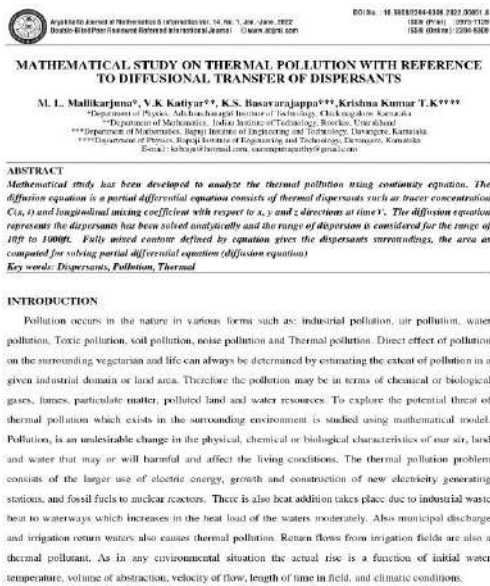 Aryabhatta Journal of Mathematics & Informatics Vol. 14, No. 1, Jan.-June, 2022
Double-Blind Peer Reviewed Refereed International Journal ©www.abjmi.com
ISSN (Print) : 0975-7139
ISSN (Online) : 2394-9309
MATHEMATICAL STUDY ON THERMAL POLLUTION WITH REFERENCE
TO DIFFUSIONAL TRANSFER OF DISPERSANTS
M. L. Mallikarjuna*, V.K Katiyar**, K.S. Basavarajappa***,Krishna Kumar T.K****
*Department of Physics, Adichunchanagiri Institute of Technology, Chickmagalore, Karnataka
**Department of Mathematics, Indian Institute of Technology, Roorkee, Uttarakhand
***Department of Mathematics, Bapuji Institute of Engineering and Technology, Davangere, Karnataka
****Department of Physics, Bapuji Institute of Engineering and Technology, Davangere, Karnataka
E-mail :
ABSTRACT
Mathematical study has been developed to analyze the thermal pollution using continuity equation. The
diffusion equation is a partial differential equation consists of thermal dispersants such as tracer concentration
C(x, t) and longitudinal mixing coefficient with respect to x, y and z directions at time 't'. The diffusion equation
represents the dispersants has been solved analytically and the range of dispersion is considered for the range of
10ft to 1000ft. Fully mixed contour defined by equation gives the dispersants surroundings, the area as
computed for solving partial differential equation (diffusion equation)
Key words: Dispersants, Pollution, Thermal
INTRODUCTION
Pollution occurs in the nature in various forms such as: industrial pollution, air pollution, water
pollution, Toxic pollution, soil pollution, noise pollution and Thermal pollution. Direct effect of pollution
on the surrounding vegetarian and life can always be determined by estimating the extent of pollution in a
given industrial domain or land area. Therefore the pollution may be in terms of chemical or biological
gases, fumes, particulate matter, polluted land and water resources. To explore the potential threat of
thermal pollution which exists in the surrounding environment is studied using mathematical model.
Pollution, is an undesirable change in the physical, chemical or biological characteristics of our air, land
and water that may or will harmful and affect the living conditions. The thermal pollution problem
consists of the larger use of electric energy, growth and construction of new electricity generating
stations, and fossil fuels to nuclear reactors. There is also heat addition takes place due to industrial waste
heat to waterways which increases in the heat load of the waters moderately. Also municipal discharge
and irrigation return waters also causes thermal pollution. Return flows from irrigation fields are also a
thermal pollutant. As in any environmental situation the actual rise is a function of initial water
temperature, volume of abstraction, velocity of flow, length of time in field, and climatic conditions.